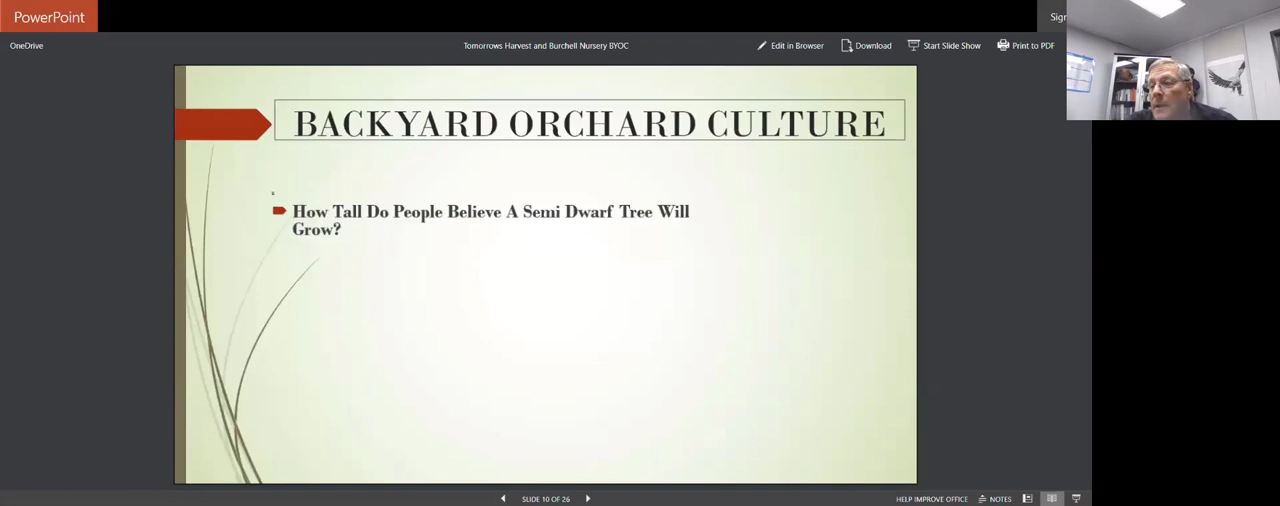 PowerPoint
Sign
OneDrive
Tomorrows Harvest and Burchell Nursery BYOC
Edit in Browser
Download
Start Slide Show
Print to PDF
BACKYARD ORCHARD CULTURE
How Tall Do People Believe A Semi Dwarf Tree Will
Grow?
SLIDE 10 OF 26
HELP IMPROVE OFFICE
NOTES